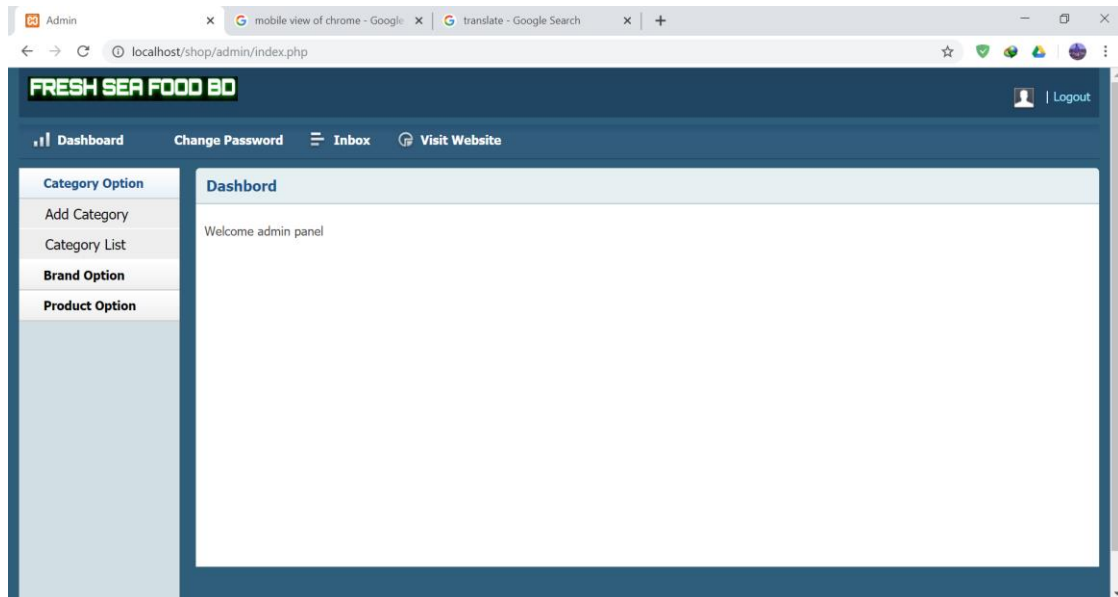 Admin
mobile view of chrome - Google
translate - Google Search
localhost/shop/admin/index.php
FRESH SEA FOOD BD
| Logout
Dashboard Change Password Inbox Visit Website
Category Option
Dashbord
Add Category
Welcome admin panel
Category List
Brand Option
Product Option